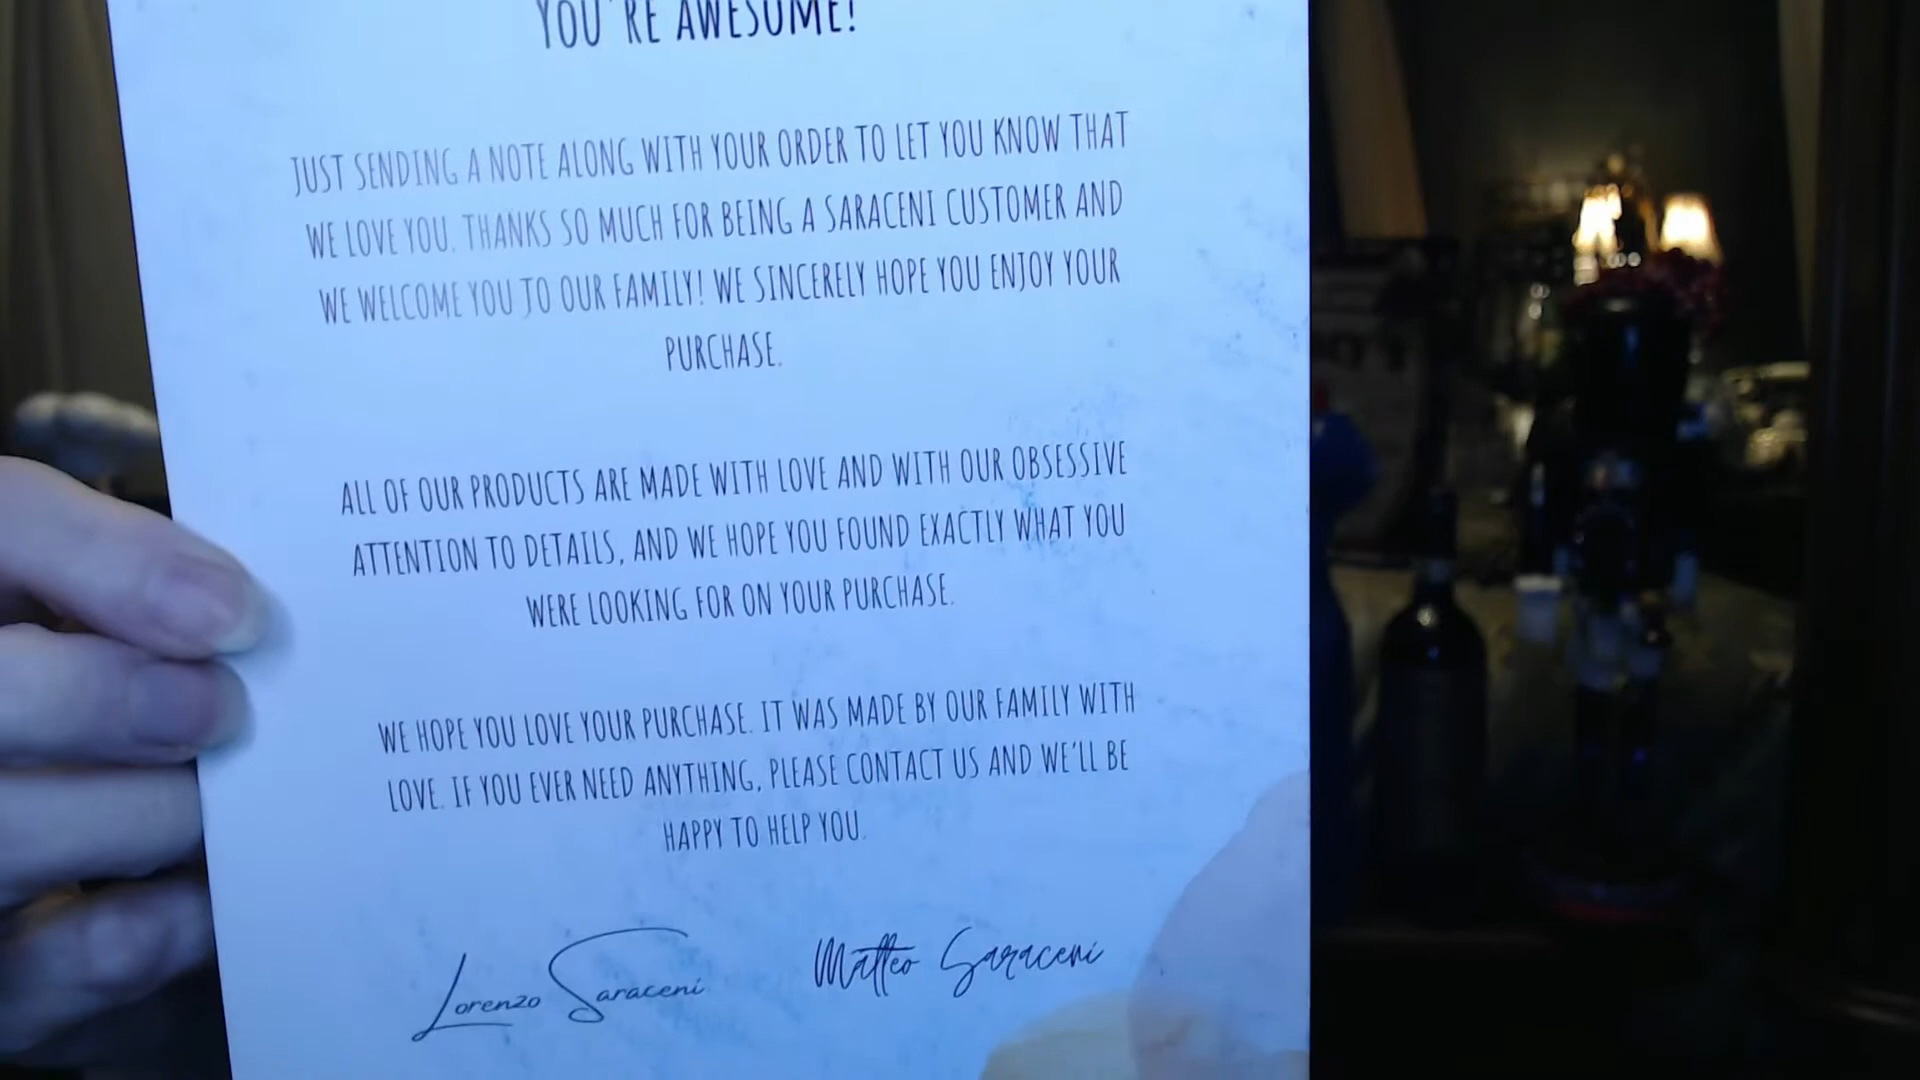 YOU'RE AWESOME!
JUST SENDING A NOTE ALONG WITH YOUR ORDER TO LET YOU KNOW THAT
WE LOVE YOU. THANKS SO MUCH FOR BEING A SARACENI CUSTOMER AND
WE WELCOME YOU TO OUR FAMILY! WE SINCERELY HOPE YOU ENJOY YOUR
PURCHASE.
ALL OF OUR PRODUCTS ARE MADE WITH LOVE AND WITH OUR OBSESSIVE
ATTENTION TO DETAILS, AND WE HOPE YOU FOUND EXACTLY WHAT YOU
WERE LOOKING FOR ON YOUR PURCHASE.
WE HOPE YOU LOVE YOUR PURCHASE. IT WAS MADE BY OUR FAMILY WITH
LOVE. IF YOU EVER NEED ANYTHING, PLEASE CONTACT US AND WE'LL BE
HAPPY TO HELP YOU.
Lorenzo Saraceni Matteo Saraceni